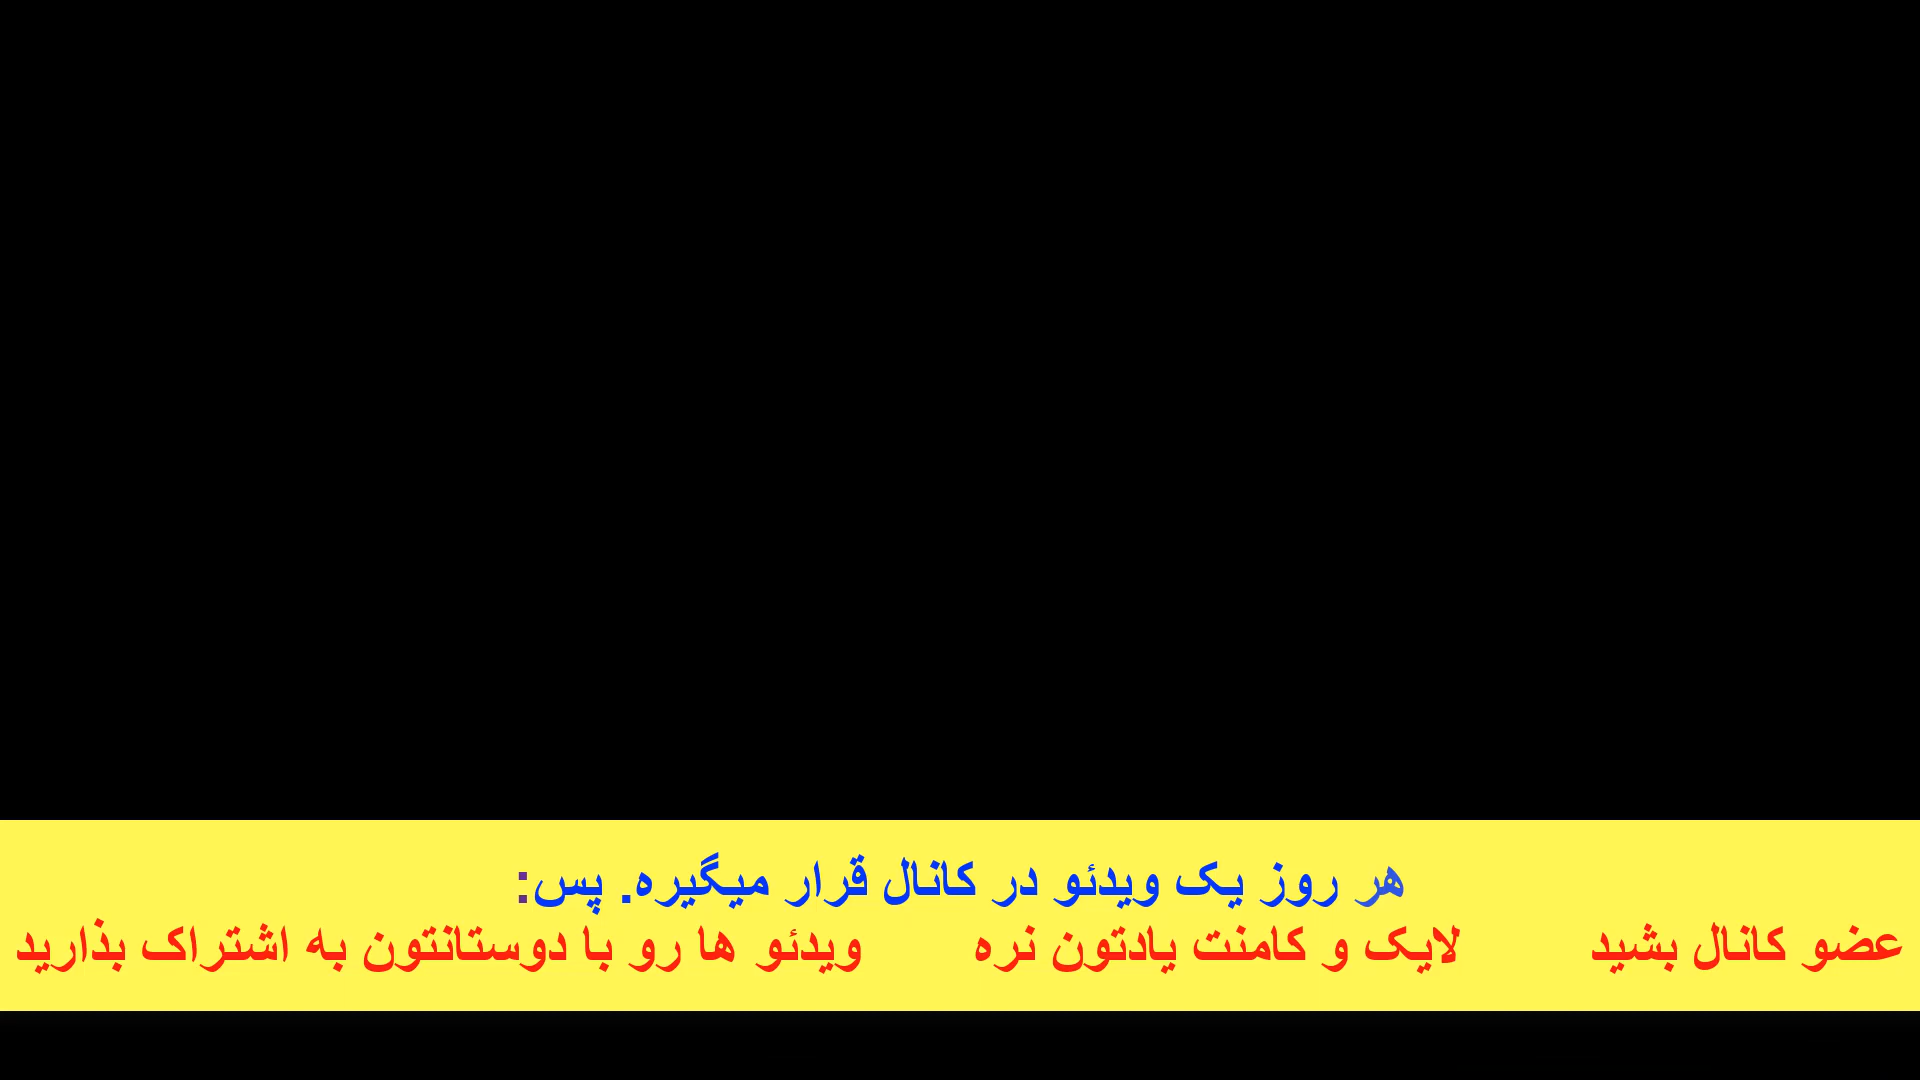 هر روز یک ویدئو در کانال قرار میگیره. پس:
عضو کانال بشید لایک و کامنت یادتون نره ویدئو ها رو با دوستانتون به اشتراک بذارید